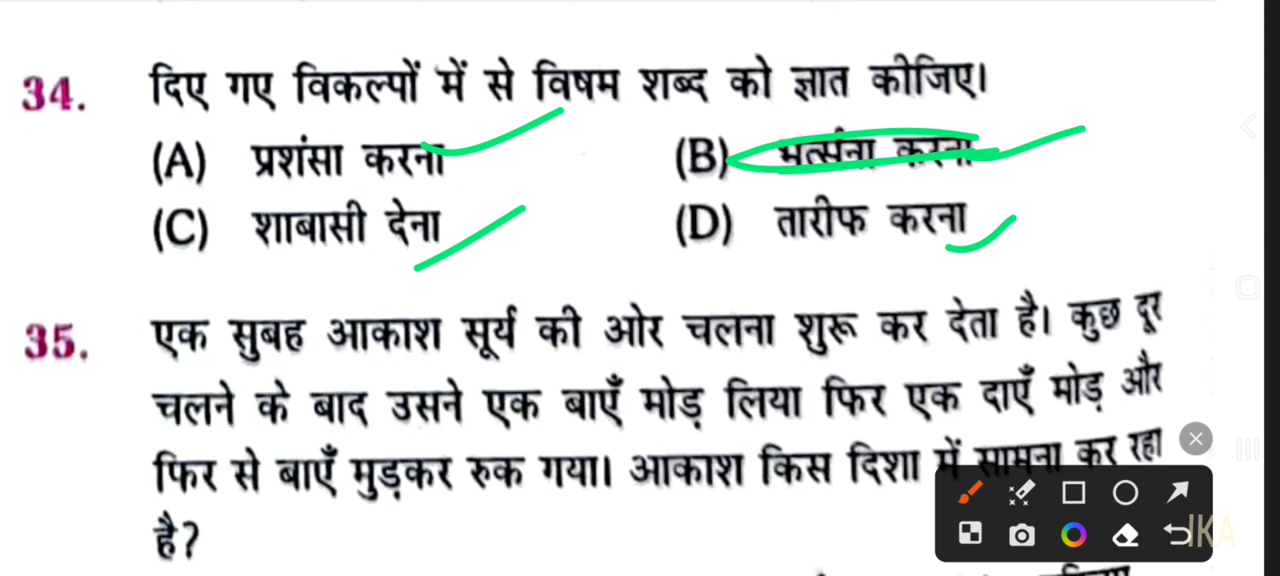 34. दिए गए विकल्पों में से विषम शब्द को ज्ञात कीजिए।
(A) प्रशंसा करना (B) भर्त्सना करना
(C) शाबासी देना (D) तारीफ करना
35. एक सुबह आकाश सूर्य की ओर चलना शुरू कर देता है। कुछ दूर
चलने के बाद उसने एक बाएँ मोड़ लिया फिर एक दाएँ मोड़ और
फिर से बाएँ मुड़कर रुक गया। आकाश किस दिशा में सामना कर रहा
है?
IKA